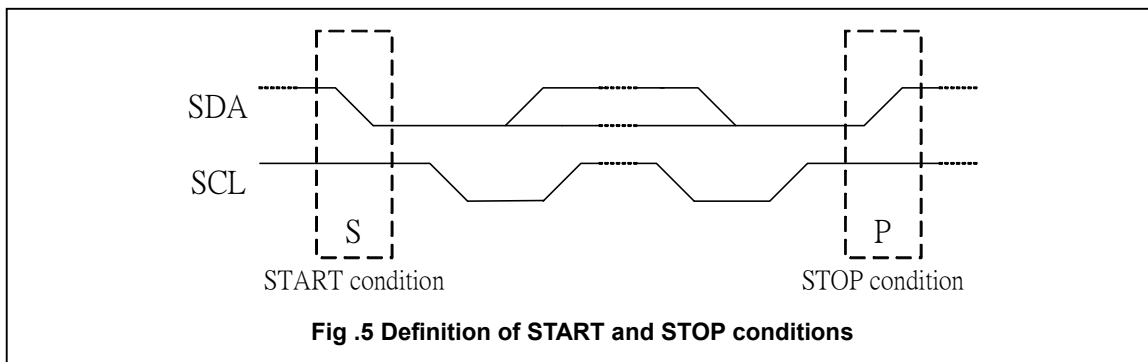 SDA
SCL
S
P
START condition
STOP condition
Fig .5 Definition of START and STOP conditions